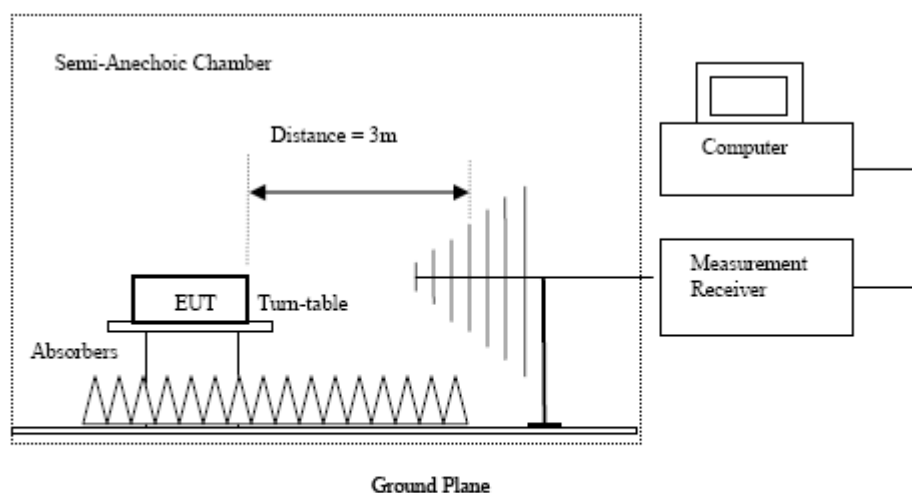 Semi-Anechoic Chamber
Distance = 3m
Computer
Measurement
Receiver
EUT
Turn-table
Absorbers
Ground Plane